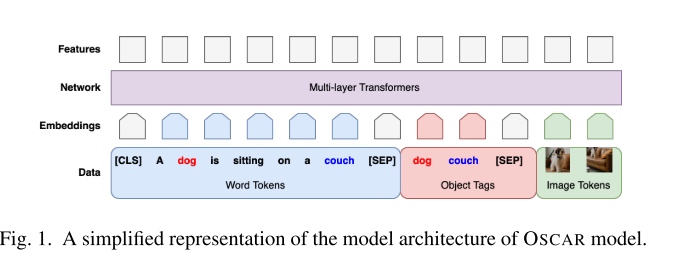 Features
Network Multi-layer Transformers
Embeddings
Data [CLS] A dog is sitting on a couch [SEP] dog couch [SEP]
Word Tokens Object Tags Image Tokens
Fig. 1. A simplified representation of the model architecture of OSCAR model.